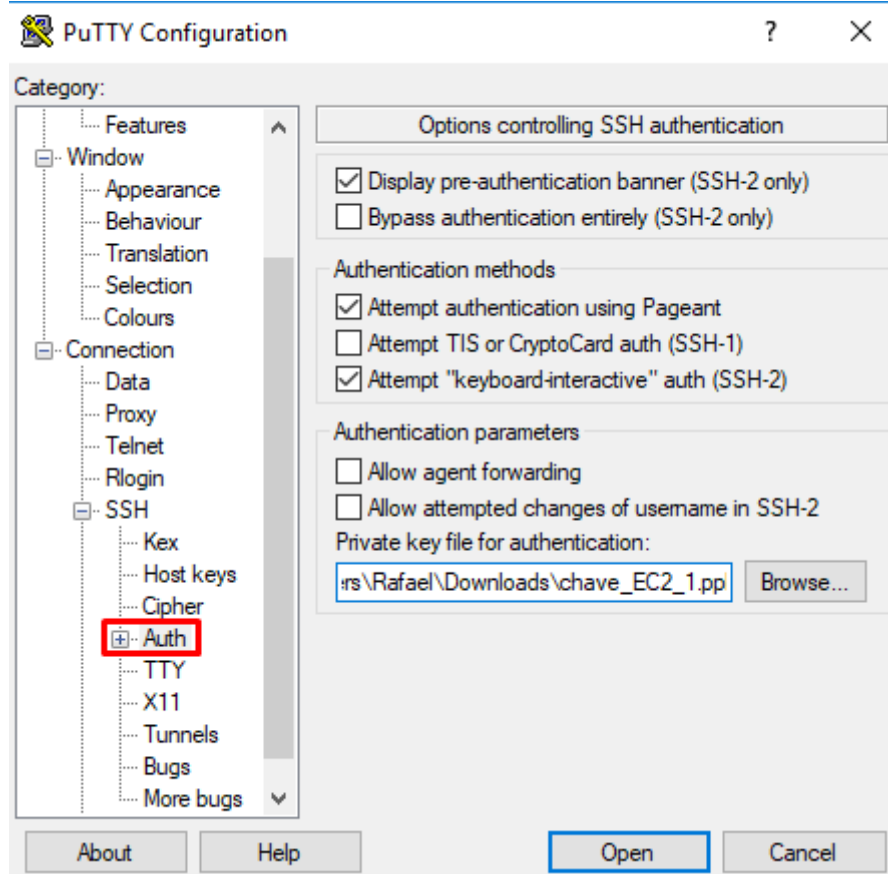 PuTTY Configuration
?
Category:
Features
Window
Appearance
Behaviour
Translation
Selection
Colours
Connection
Data
Proxy
Telnet
Rlogin
SSH
Kex
Host keys
Cipher
Auth
TTY
X11
Tunnels
Bugs
More bugs
Options controlling SSH authentication
Display pre-authentication banner (SSH-2 only)
Bypass authentication entirely (SSH-2 only)
Authentication methods
Attempt authentication using Pageant
Attempt TIS or CryptoCard auth (SSH-1)
Attempt "keyboard-interactive" auth (SSH-2)
Authentication parameters
Allow agent forwarding
Allow attempted changes of username in SSH-2
Private key file for authentication:
ers\Rafael\Downloads\chave_EC2_1.pp
Browse...
About
Help
Open
Cancel